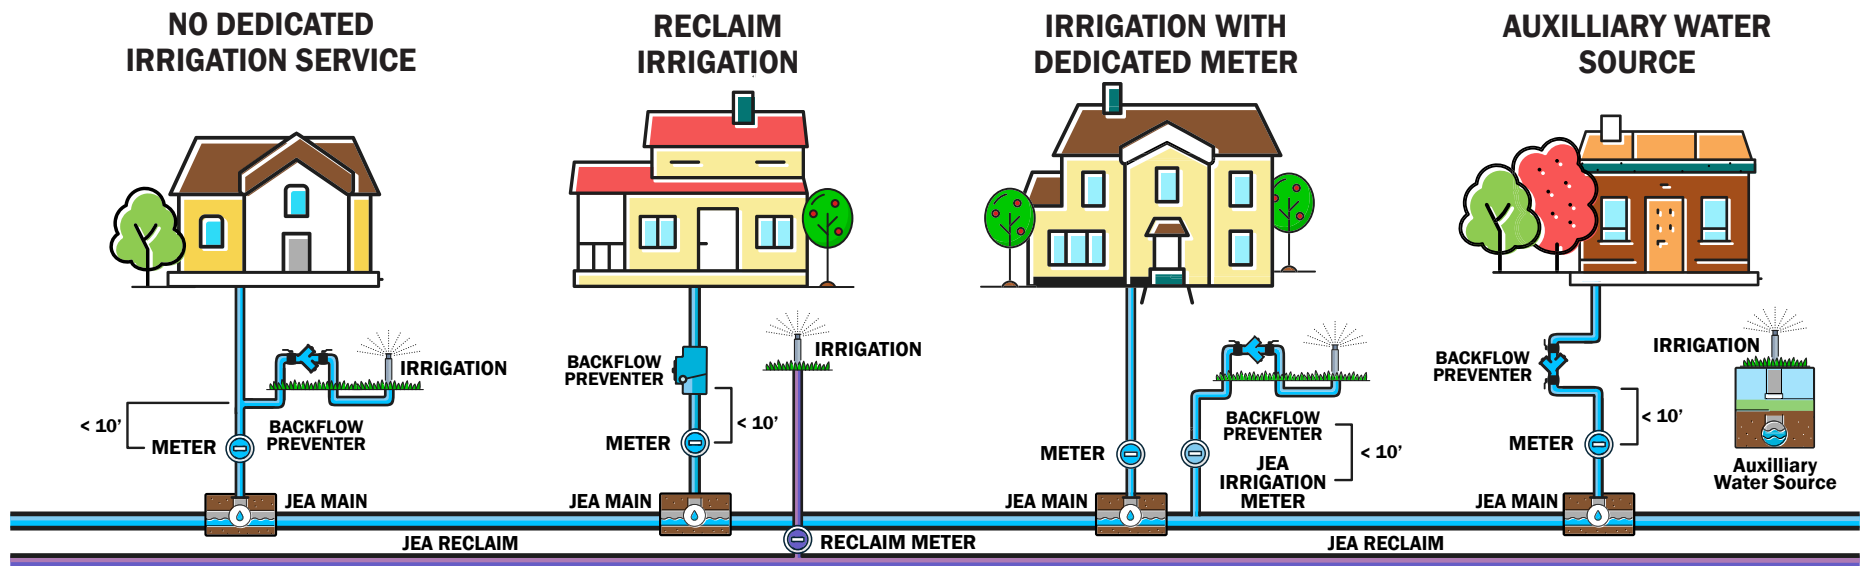 NO DEDICATED
IRRIGATION SERVICE
IRRIGATION
< 10'
METER
BACKFLOW
PREVENTER
JEA MAIN
RECLAIM
IRRIGATION
BACKFLOW
PREVENTER
IRRIGATION
< 10'
METER
JEA MAIN
JEA RECLAIM
RECLAIM METER
IRRIGATION WITH
DEDICATED METER
METER
BACKFLOW
PREVENTER
< 10'
JEA
IRRIGATION
METER
JEA MAIN
JEA RECLAIM
AUXILLIARY WATER
SOURCE
BACKFLOW
PREVENTER
IRRIGATION
< 10'
METER
JEA MAIN
Auxilliary
Water Source